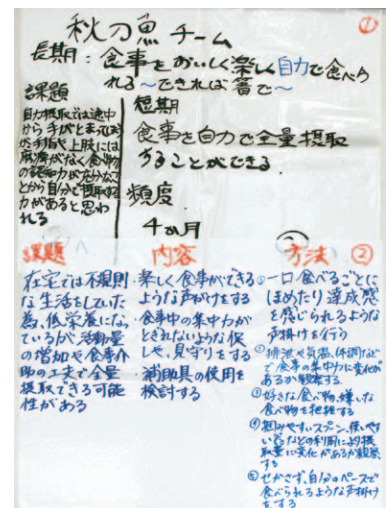 ①
秋刀魚チーム
長期：食事をおいしく楽しく自力で食べら
れる〜できれば箸で〜
課題
自力摂取では途中
から手がとまってしまう
が手指や上肢には
麻痺がなく食物
の認知力が充分なこ
とから自分で摂取する
力があると思わ
れる
短期
食事を自力で全量摂取
することができる
頻度
4ヵ月
課題
在宅では不規則
な生活をしていた
為、低栄養になっ
ているが、活動量
の増加や食事介
助の工夫で全量
摂取できる可能
性がある
内容
・楽しく食事ができる
ような声がけをする
・食事中の集中力が
とぎれないような促
しや、見守りをする
・補助具の使用を
検討する
方法 ②
①一口食べるごとに
ほめたり達成感
を感じられるような
声掛けを行う
②排泄や気温、体調など
で食事の集中力に変化が
あるか観察する
③好きな食べ物、嫌いな
食べ物を把握する
④掴みやすいスプン、使いやす
い器などの利用により摂
取量に変化があるか観察
する
⑤せかさず、自分のペースで
食べられるような声掛け
をする